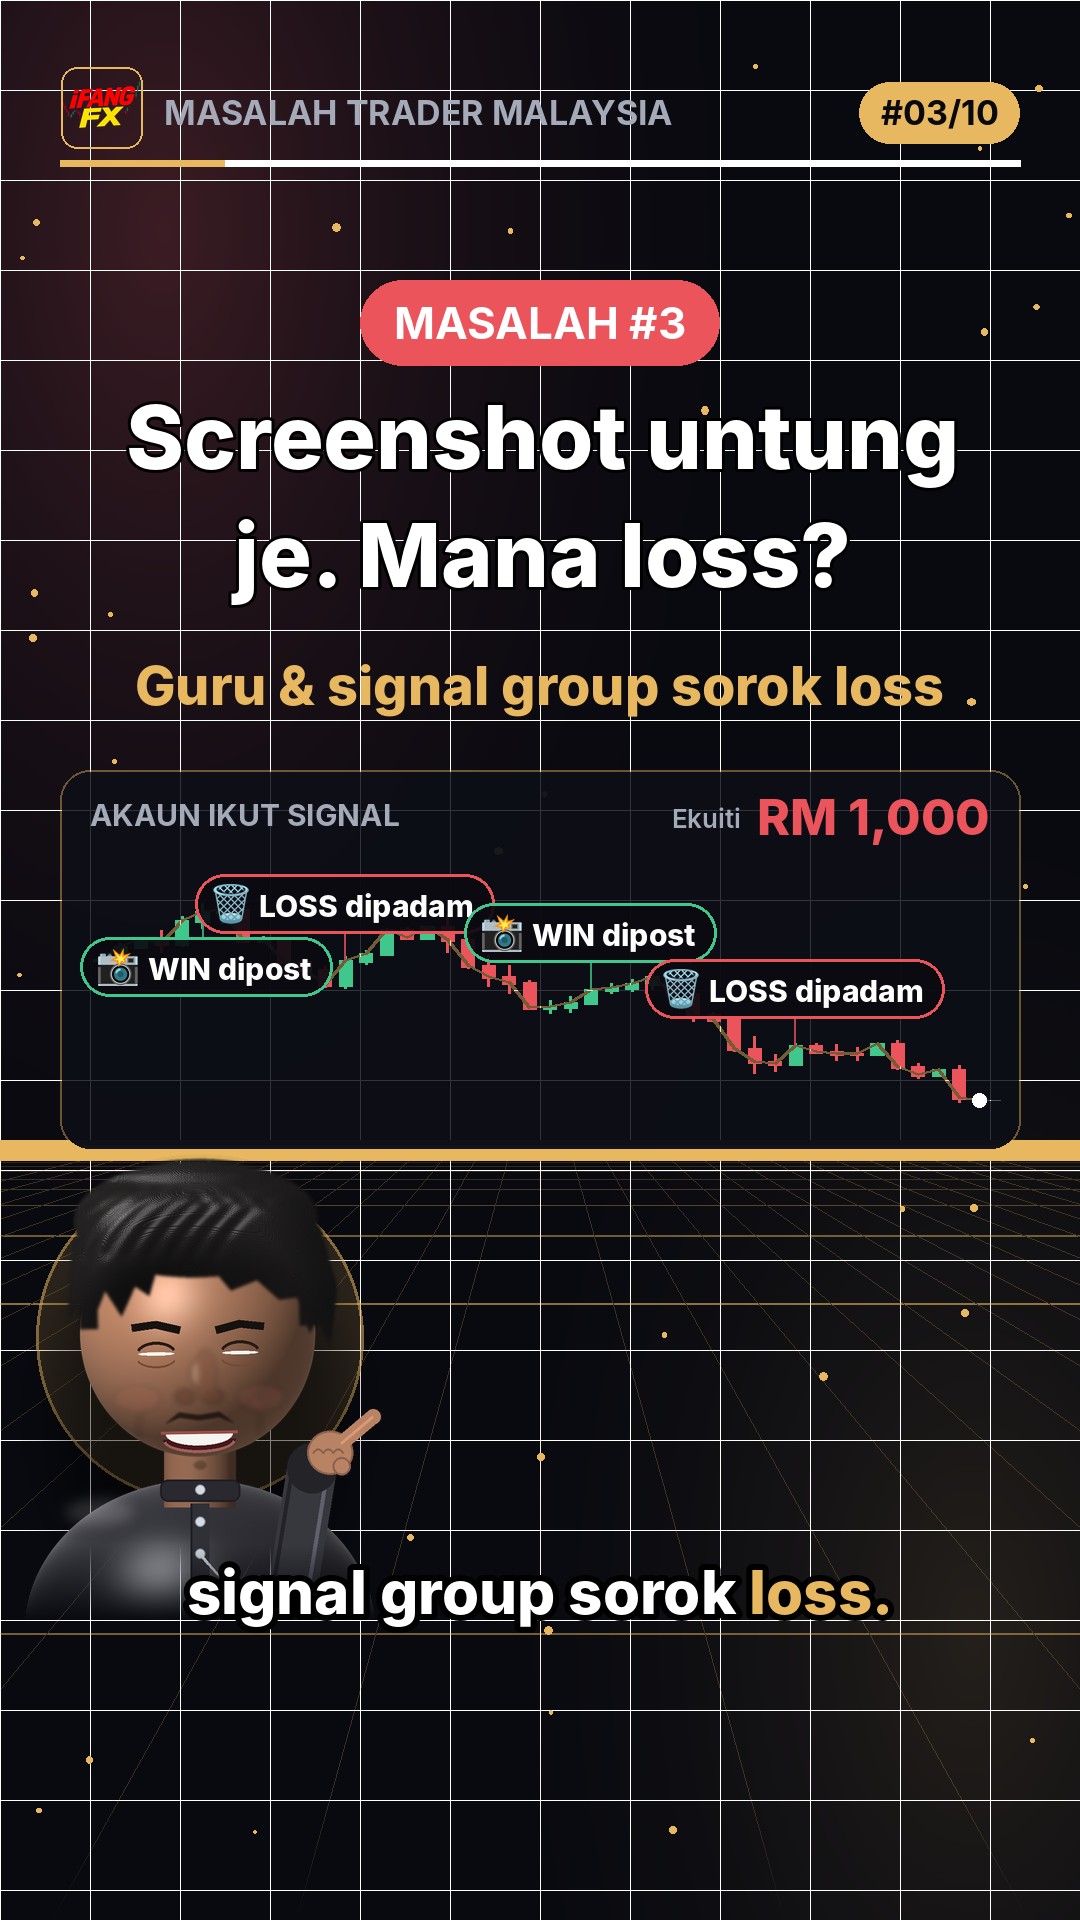 iFANG
FX
MASALAH TRADER MALAYSIA
#03/10
MASALAH #3
Screenshot untung
je. Mana loss?
Guru & signal group sorok loss
AKAUN IKUT SIGNAL
Ekuiti RM 1,000
LOSS dipadam
WIN dipost
WIN dipost
LOSS dipadam
signal group sorok loss.